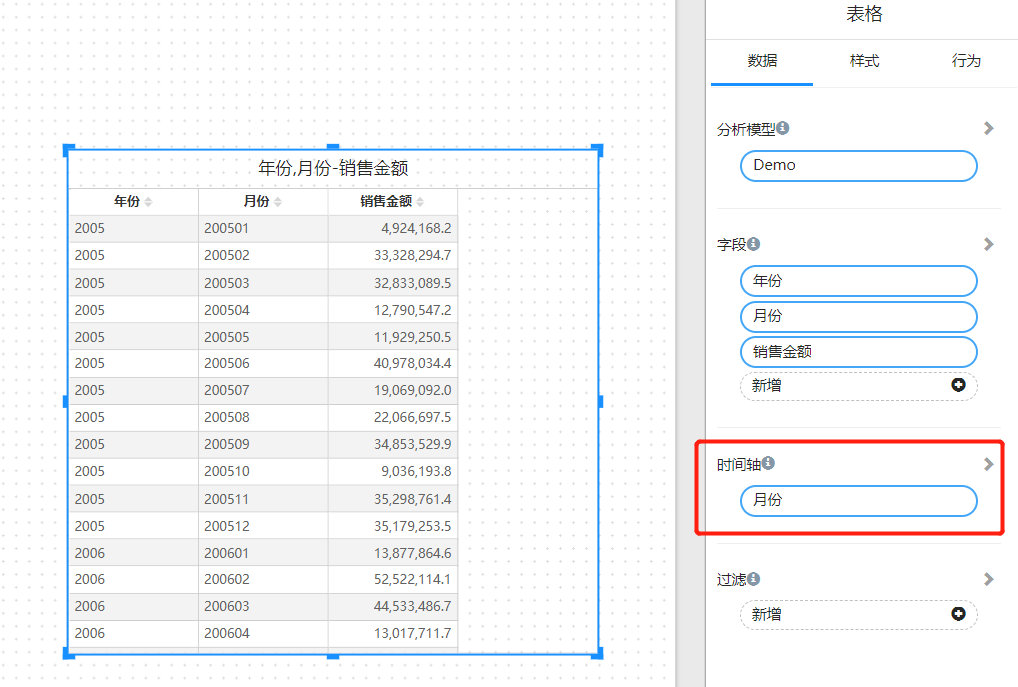 年份,月份-销售金额
年份 月份 销售金额
2005 200501 4,924,168.2
2005 200502 33,328,294.7
2005 200503 32,833,089.5
2005 200504 12,790,547.2
2005 200505 11,929,250.5
2005 200506 40,978,034.4
2005 200507 19,069,092.0
2005 200508 22,066,697.5
2005 200509 34,853,529.9
2005 200510 9,036,193.8
2005 200511 35,298,761.4
2005 200512 35,179,253.5
2006 200601 13,877,864.6
2006 200602 52,522,114.1
2006 200603 44,533,486.7
2006 200604 13,017,711.7
表格
数据 样式 行为
分析模型
Demo
字段
年份
月份
销售金额
新增
时间轴
月份
过滤
新增